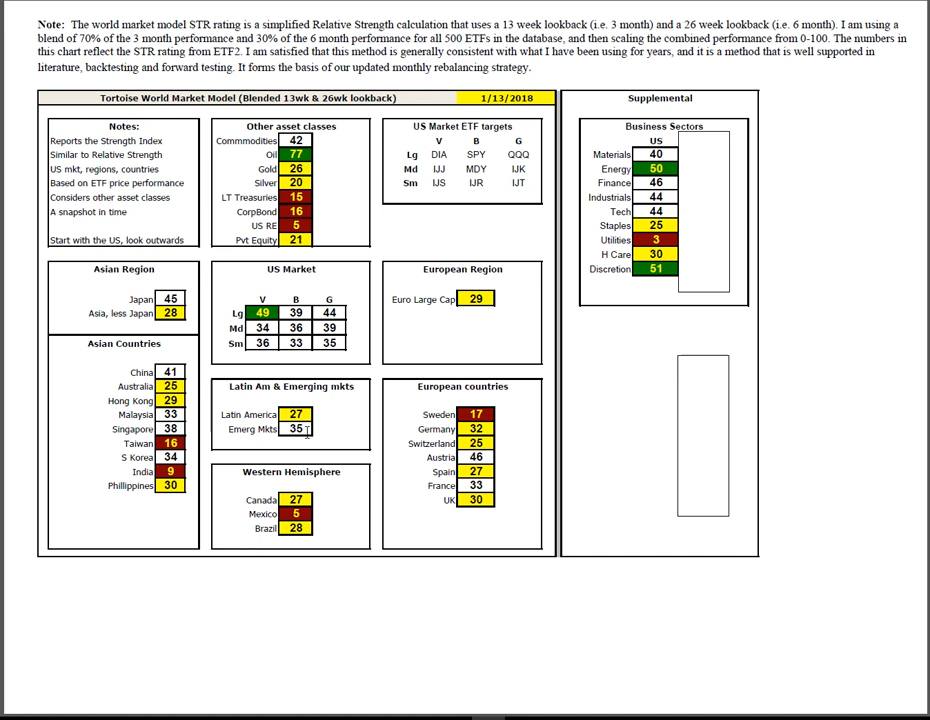 Note: The world market model STR rating is a simplified Relative Strength calculation that uses a 13 week lookback (i.e. 3 month) and a 26 week lookback (i.e. 6 month). I am using a
blend of 70% of the 3 month performance and 30% of the 6 month performance for all 500 ETFs in the database, and then scaling the combined performance from 0-100. The numbers in
this chart reflect the STR rating from ETF2. I am satisfied that this method is generally consistent with what I have been using for years, and it is a method that is well supported in
literature, backtesting and forward testing. It forms the basis of our updated monthly rebalancing strategy.
Tortoise World Market Model (Blended 13wk & 26wk lookback) 1/13/2018
Notes:
Reports the Strength Index
Similar to Relative Strength
US mkt, regions, countries
Based on ETF price performance
Considers other asset classes
A snapshot in time
Start with the US, look outwards
Other asset classes
Commmodities 42
Oil 77
Gold 26
Silver 20
LT Treasuries 15
CorpBond 16
US RE 5
Pvt Equity 21
US Market ETF targets
V B G
Lg DIA SPY QQQ
Md IJJ MDY IJK
Sm IJS IJR IJT
Asian Region
Japan 45
Asia, less Japan 28
US Market
V B G
Lg 49 39 44
Md 34 36 39
Sm 36 33 35
European Region
Euro Large Cap 29
Asian Countries
China 41
Australia 25
Hong Kong 29
Malaysia 33
Singapore 38
Taiwan 16
S Korea 34
India 9
Phillippines 30
Latin Am & Emerging mkts
Latin America 27
Emerg Mkts 35
Western Hemisphere
Canada 27
Mexico 5
Brazil 28
European countries
Sweden 17
Germany 32
Switzerland 25
Austria 46
Spain 27
France 33
UK 30
Supplemental
Business Sectors
US
Materials 40
Energy 50
Finance 46
Industrials 44
Tech 44
Staples 25
Utilities 3
H Care 30
Discretion 51